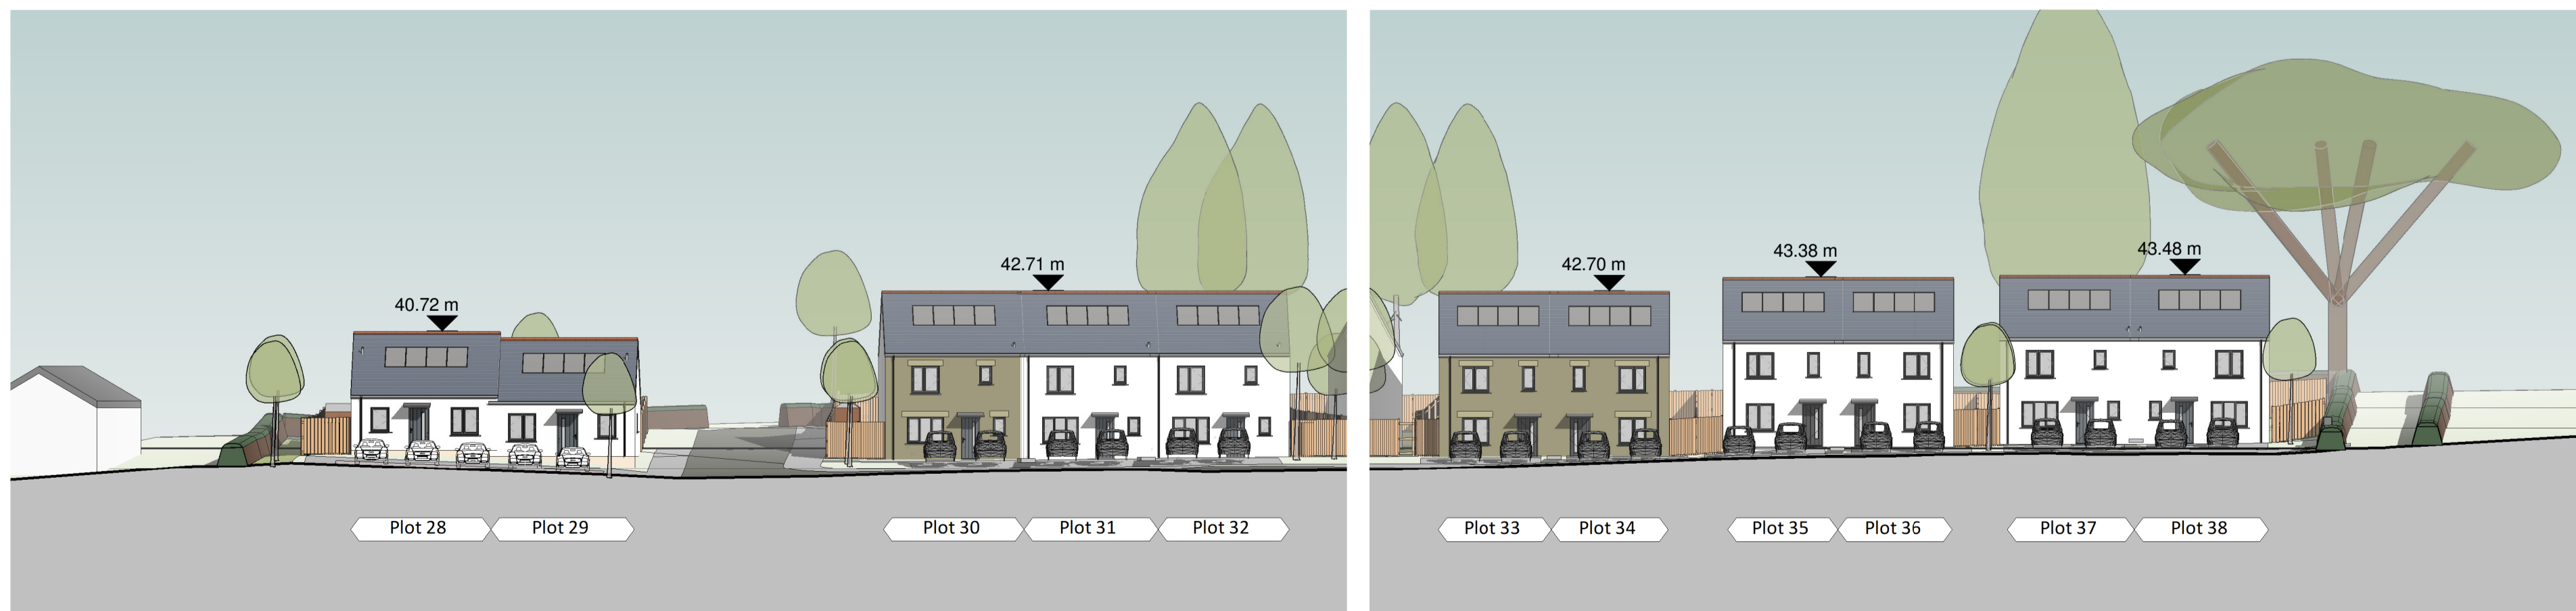 40.72 m
42.71 m
42.70 m
43.38 m
43.48 m
Plot 28
Plot 29
Plot 30
Plot 31
Plot 32
Plot 33
Plot 34
Plot 35
Plot 36
Plot 37
Plot 38